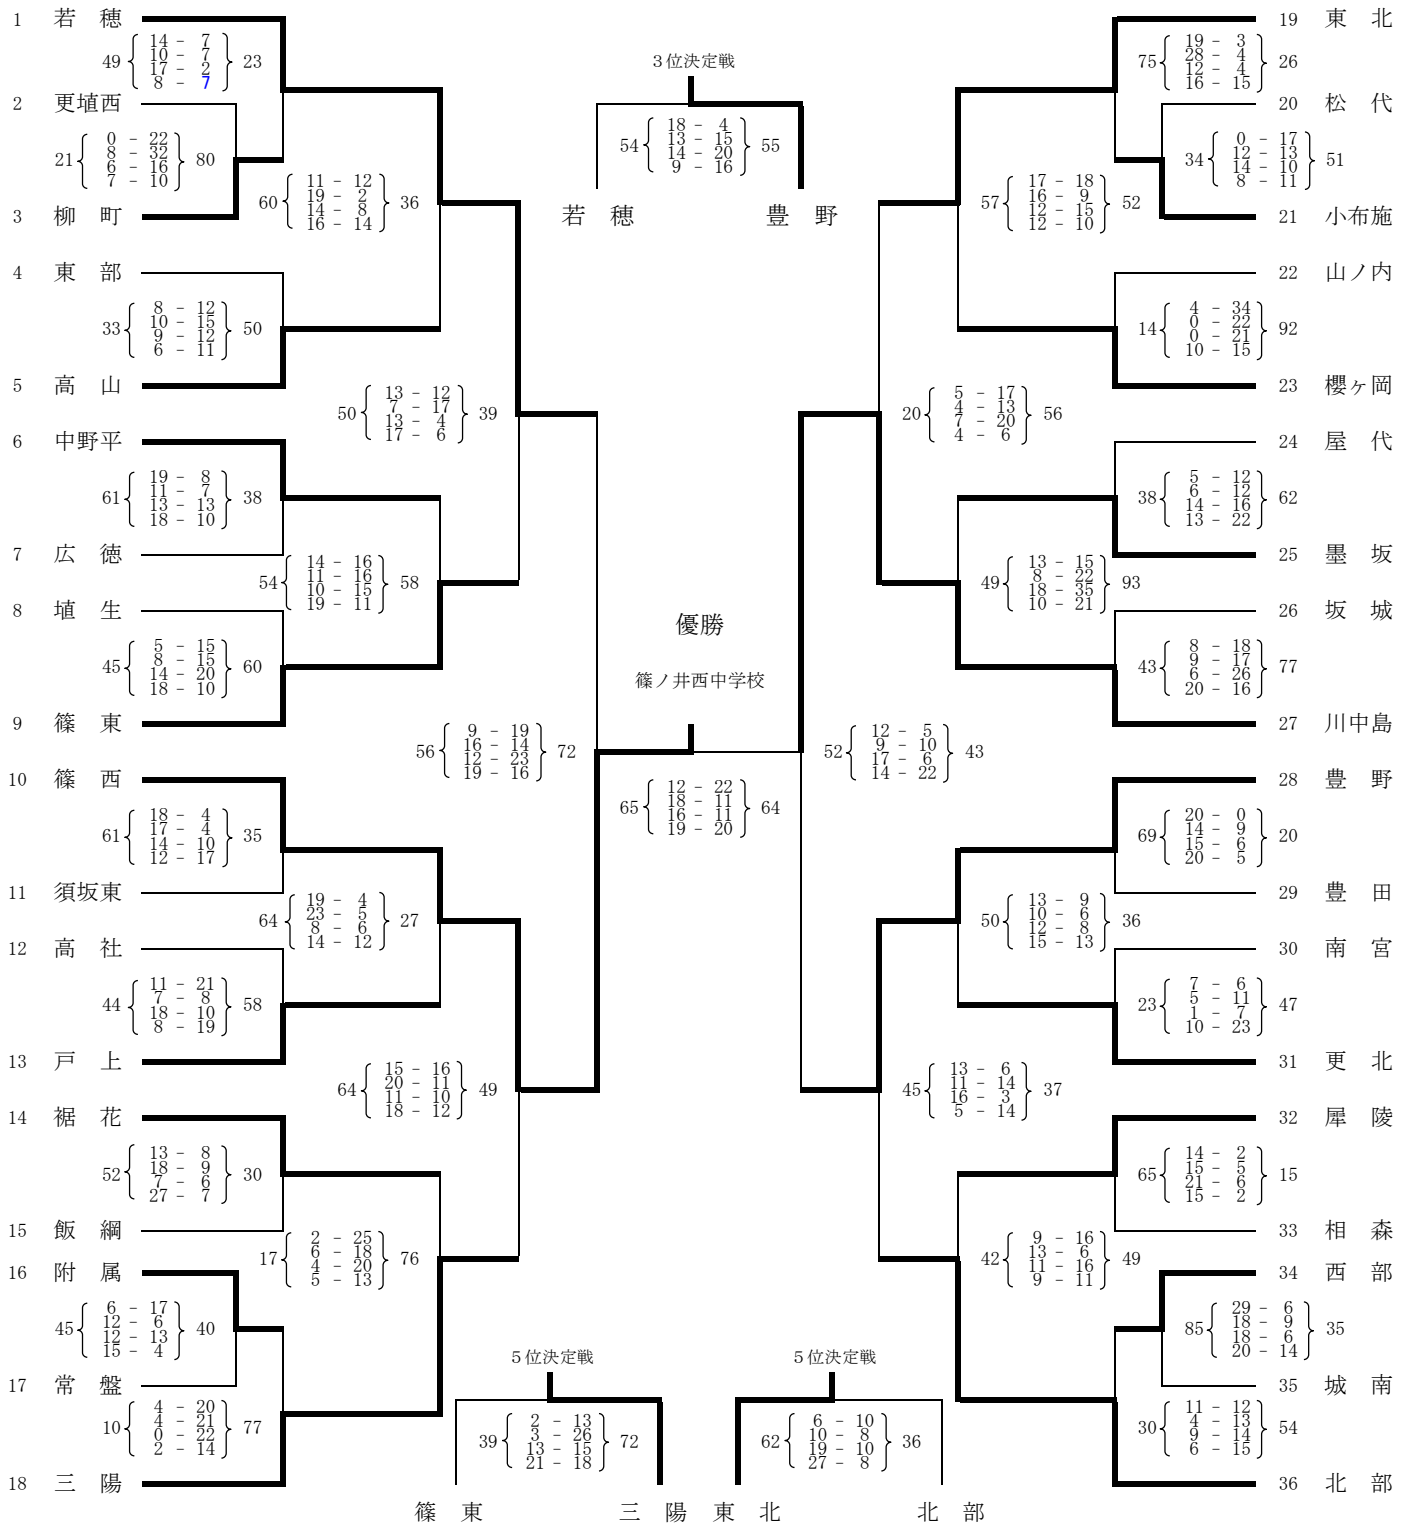 1 若 穂
49 14 - 7 23
10 - 7
17 - 2
8 - 7
2 更埴西
21 0 - 22 80
8 - 32
6 - 16
7 - 10
3 柳 町
60 11 - 12 36
19 - 2
14 - 8
16 - 14
4 東 部
33 8 - 12 50
10 - 15
9 - 12
6 - 11
5 高 山
50 13 - 12 39
7 - 17
13 - 4
17 - 6
6 中野平
61 19 - 8 38
11 - 7
13 - 13
18 - 10
7 広 徳
54 14 - 16 58
11 - 16
10 - 15
19 - 11
8 埴 生
45 5 - 15 60
8 - 15
14 - 20
18 - 10
9 篠 東
56 9 - 19 72
16 - 14
12 - 23
19 - 16
10 篠 西
61 18 - 4 35
17 - 4
14 - 10
12 - 17
11 須坂東
64 19 - 4 27
23 - 5
8 - 6
14 - 12
12 高 社
44 11 - 21 58
7 - 8
18 - 10
8 - 19
13 戸 上
64 15 - 16 49
20 - 11
11 - 10
18 - 12
14 裾 花
52 13 - 8 30
18 - 9
7 - 6
27 - 7
15 飯 綱
17 2 - 25 76
6 - 18
4 - 20
5 - 13
16 附 属
45 6 - 17 40
12 - 6
12 - 13
15 - 4
17 常 盤
10 4 - 20 77
4 - 21
0 - 22
2 - 14
18 三 陽
3位決定戦
54 18 - 4 55
13 - 15
14 - 20
9 - 16
若 穂 豊 野
優勝
篠ノ井西中学校
65 12 - 22 64
18 - 11
16 - 11
19 - 20
5位決定戦
39 2 - 13 72
3 - 26
13 - 15
21 - 18
篠 東 三 陽
5位決定戦
62 6 - 10 36
10 - 8
19 - 10
27 - 8
東 北 北 部
19 東 北
75 19 - 3 26
28 - 4
12 - 4
16 - 15
20 松 代
34 0 - 17 51
12 - 13
14 - 10
8 - 11
21 小布施
57 17 - 18 52
16 - 9
12 - 15
12 - 10
22 山ノ内
14 4 - 34 92
0 - 22
0 - 21
10 - 15
23 櫻ヶ岡
20 5 - 17 56
4 - 13
7 - 20
4 - 6
24 屋 代
38 5 - 12 62
6 - 12
14 - 16
13 - 22
25 墨 坂
49 13 - 15 93
8 - 22
18 - 35
10 - 21
26 坂 城
43 8 - 18 77
9 - 17
6 - 26
20 - 16
27 川中島
52 12 - 5 43
9 - 10
17 - 6
14 - 22
28 豊 野
69 20 - 0 20
14 - 9
15 - 6
20 - 5
29 豊 田
50 13 - 9 36
10 - 6
12 - 8
15 - 13
30 南 宮
23 7 - 6 47
5 - 11
1 - 7
10 - 23
31 更 北
45 13 - 6 37
11 - 14
16 - 3
5 - 14
32 犀 陵
65 14 - 2 15
15 - 5
21 - 6
15 - 2
33 相 森
42 9 - 16 49
13 - 6
11 - 16
9 - 11
34 西 部
85 29 - 6 35
18 - 9
18 - 6
20 - 14
35 城 南
30 11 - 12 54
4 - 13
9 - 14
6 - 15
36 北 部